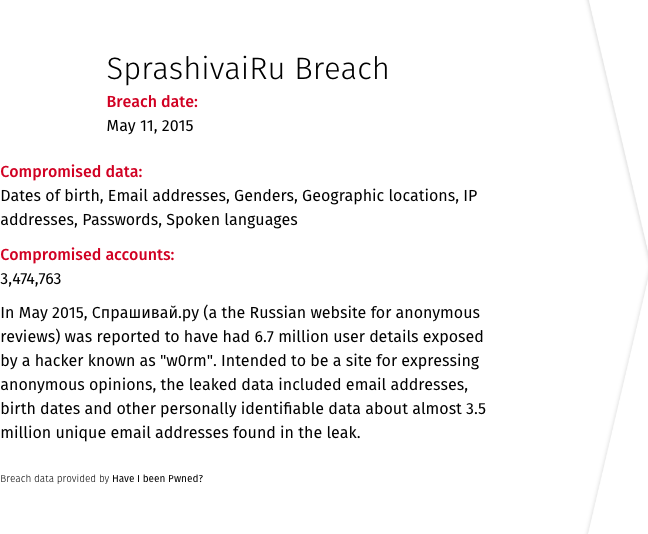 SprashivaiRu Breach
Breach date:
May 11, 2015
Compromised data:
Dates of birth, Email addresses, Genders, Geographic locations, IP
addresses, Passwords, Spoken languages
Compromised accounts:
3,474,763
In May 2015, Спрашивай.ру (a the Russian website for anonymous
reviews) was reported to have had 6.7 million user details exposed
by a hacker known as "w0rm". Intended to be a site for expressing
anonymous opinions, the leaked data included email addresses,
birth dates and other personally identifiable data about almost 3.5
million unique email addresses found in the leak.
Breach data provided by Have I been Pwned?